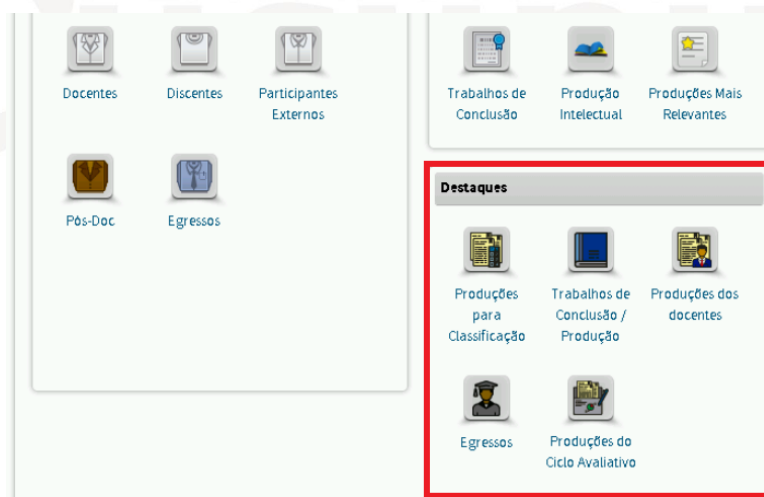 Docentes
Discentes
Participantes
Externos
Pós-Doc
Egressos
Trabalhos de
Conclusão
Produção
Intelectual
Produções Mais
Relevantes
Destaques
Produções
para
Classificação
Trabalhos de
Conclusão /
Produção
Produções dos
docentes
Egressos
Produções do
Ciclo Avaliativo